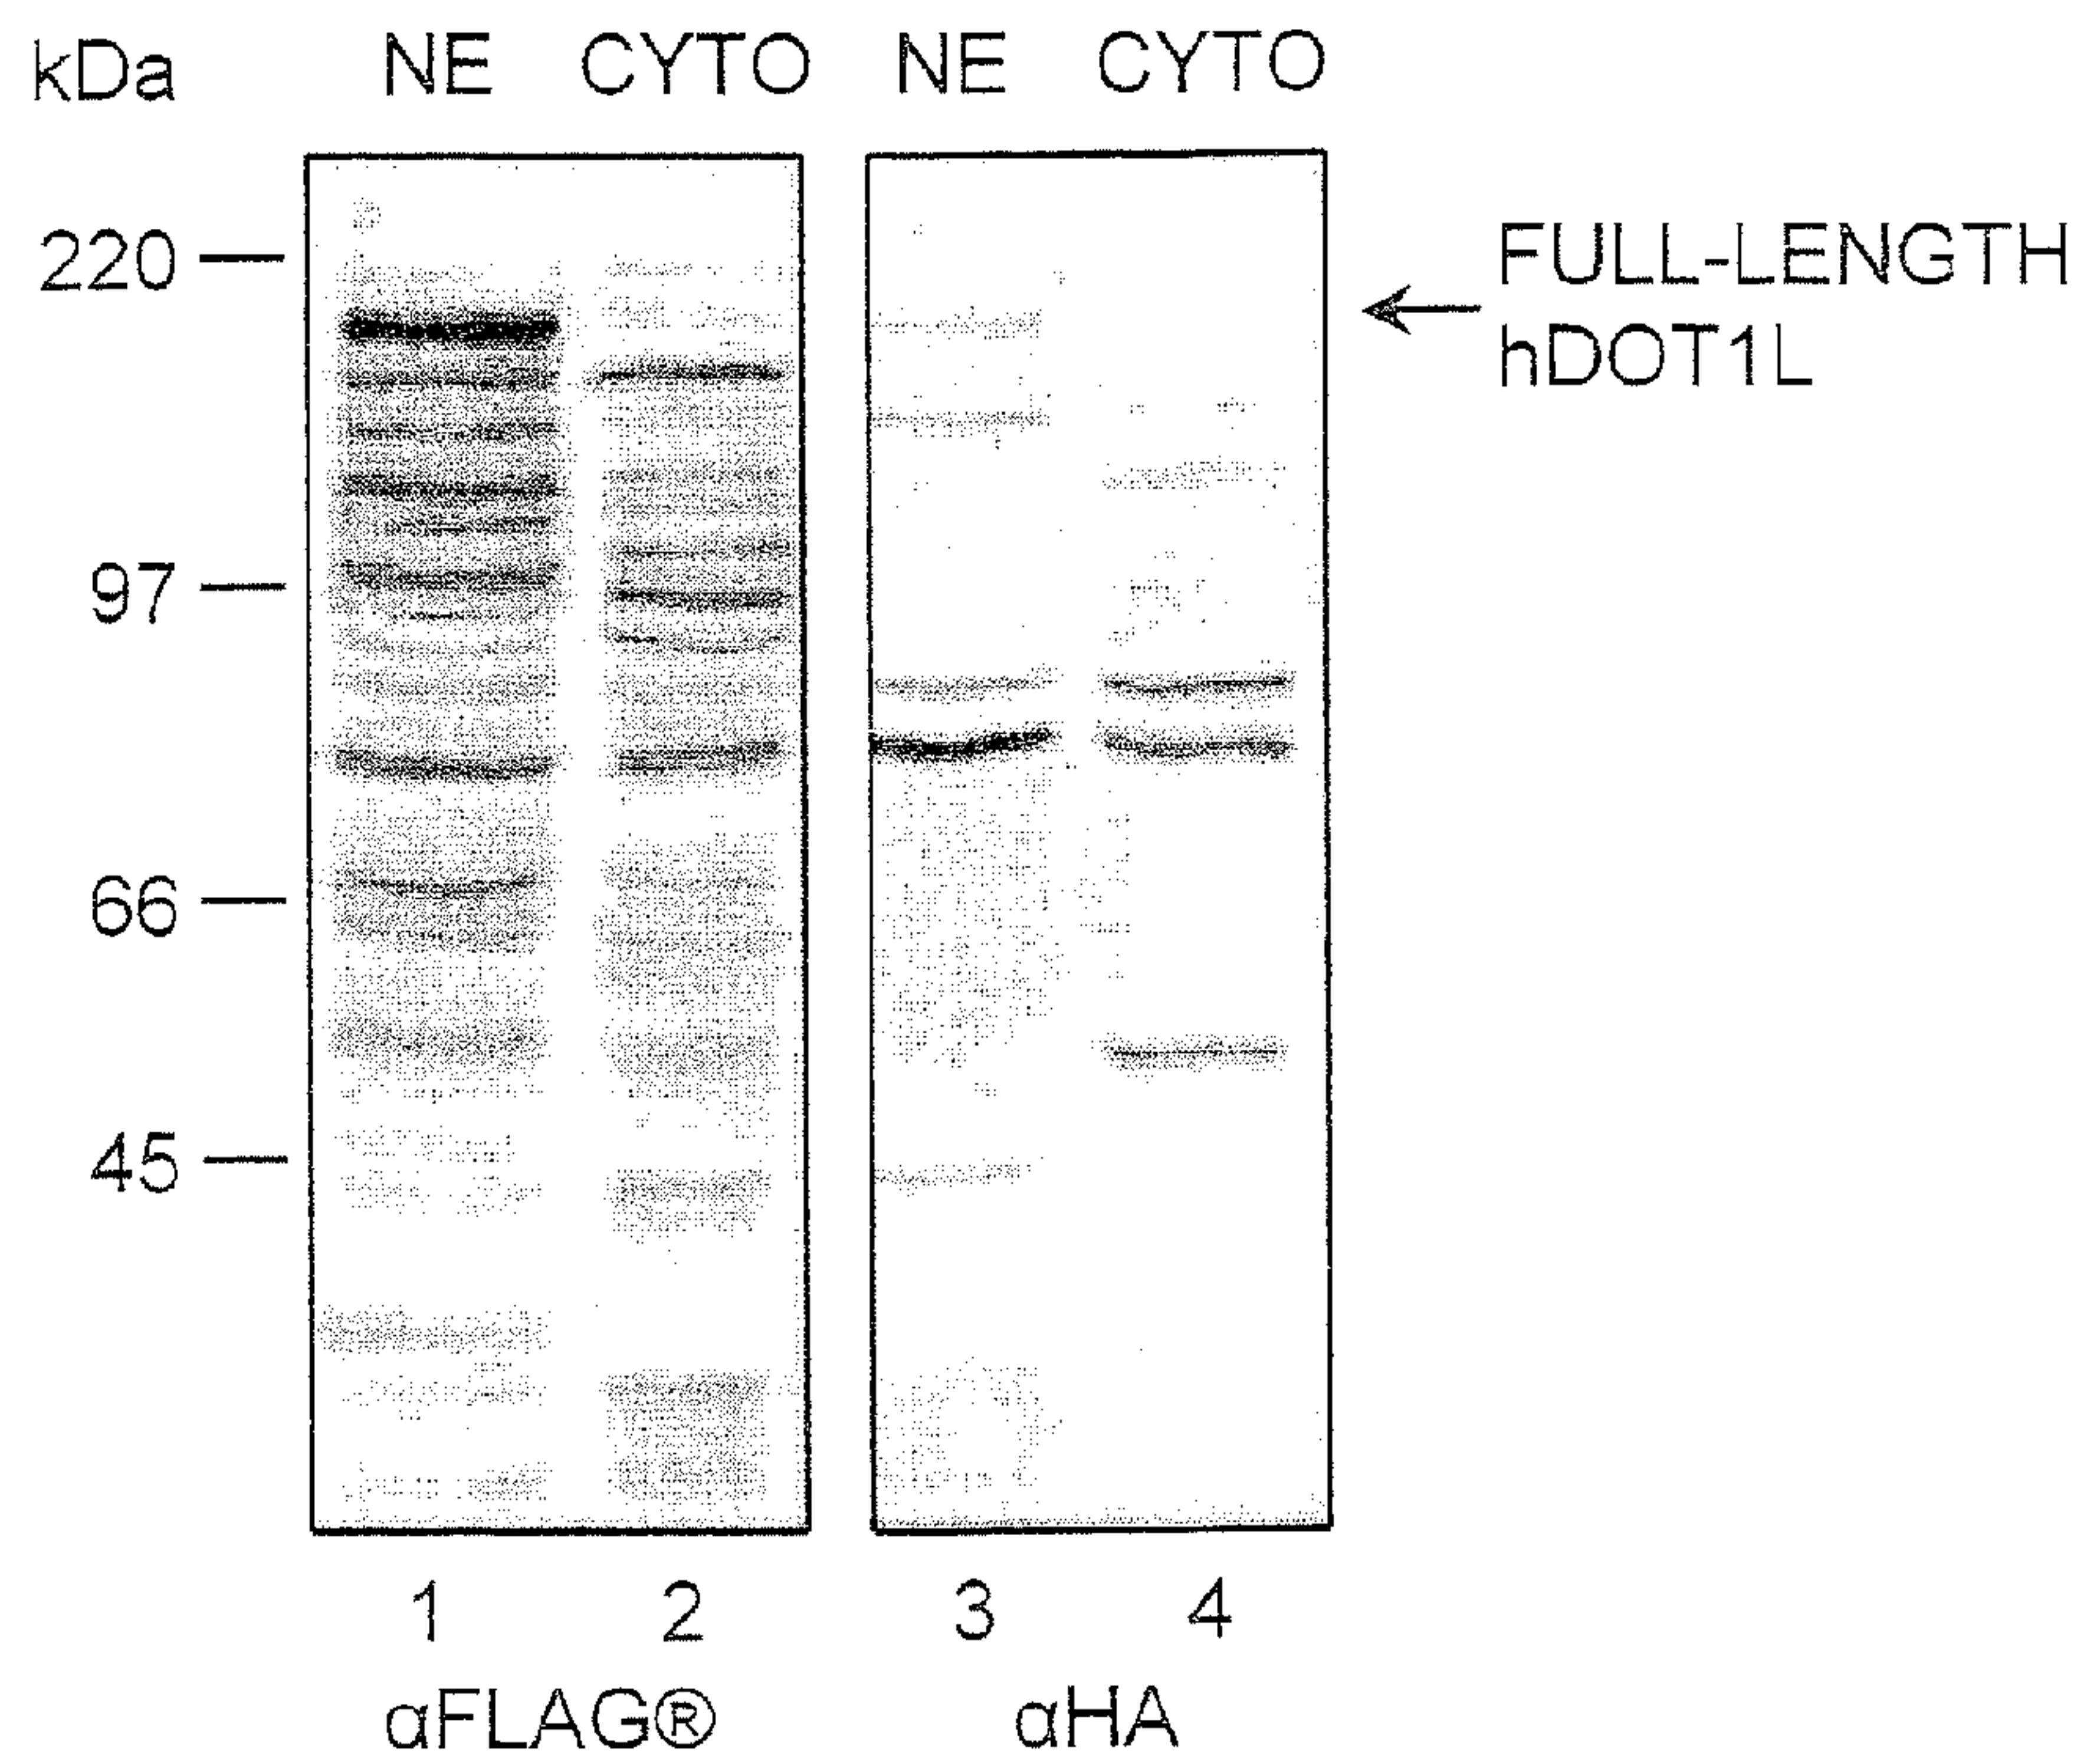 kDa NE CYTO NE CYTO
220
FULL-LENGTH
hDOT1L
97
66
45
1 2 3 4
αFLAG® αHA